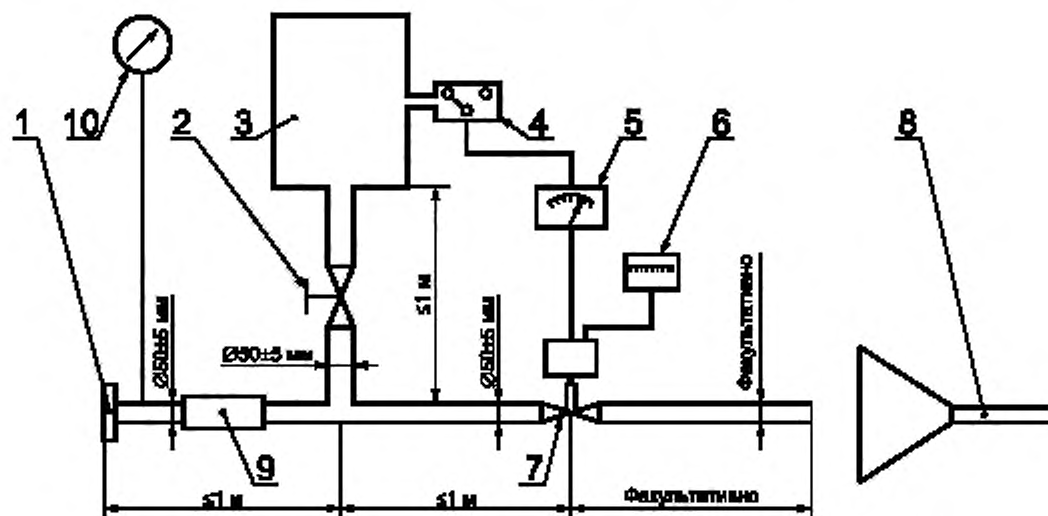 10
1
2
3
4
5
6
8
≤1 м
Ø50±5 мм
Ø50±5 мм
Ø50±5 мм
Факультативно
9
7
≤1 м
≤1 м
Факультативно